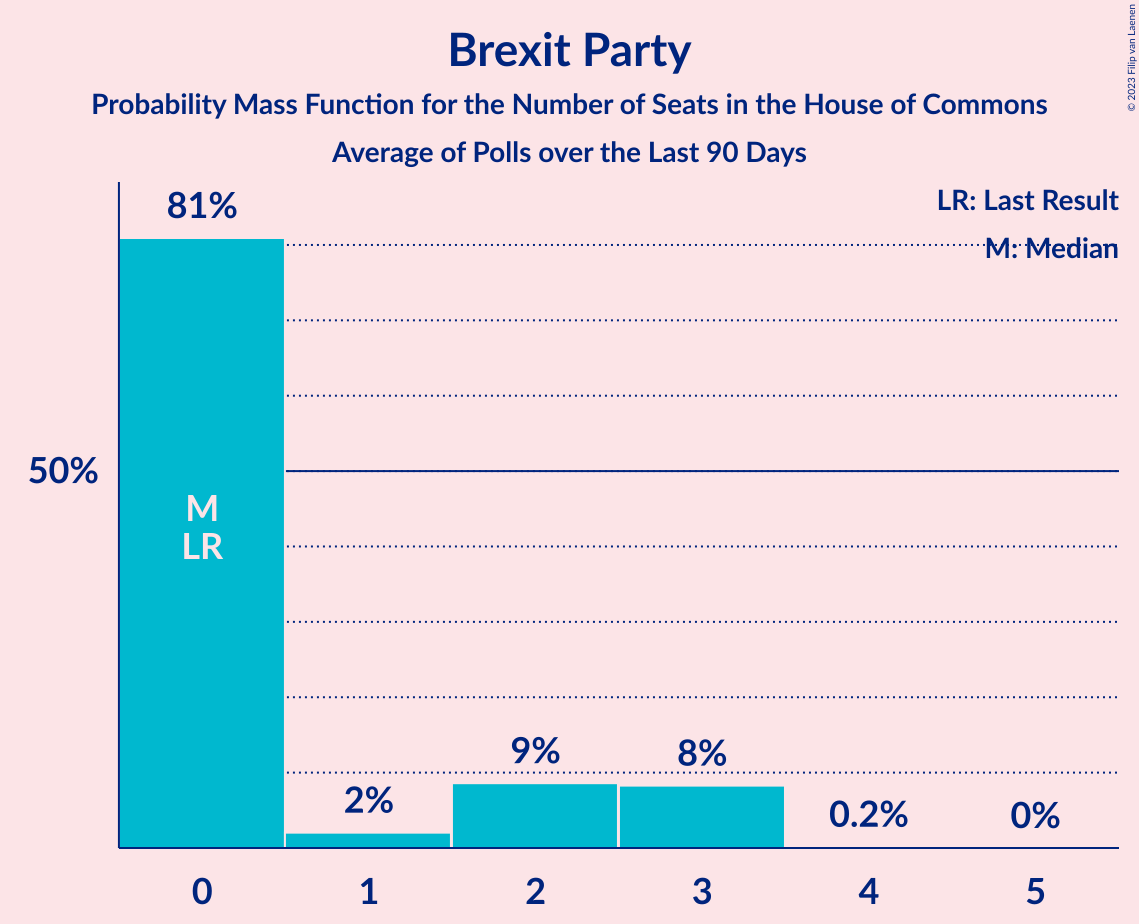 Brexit Party
Probability Mass Function for the Number of Seats in the House of Commons
Average of Polls over the Last 90 Days
© 2023 Filip van Laenen
LR: Last Result
M: Median
81%
50%
M
LR
2%
9%
8%
0.2%
0%
0 1 2 3 4 5